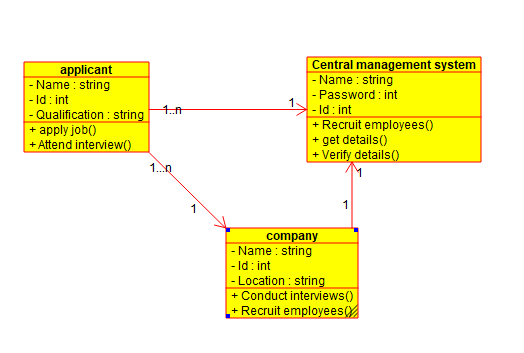 applicant
- Name : string
- Id : int
- Qualification : string
+ apply job()
+ Attend interview()
Central management system
- Name : string
- Password : int
- Id : int
+ Recruit employees()
+ get details()
+ Verify details()
1..n
1
1...n
1
1
1
company
- Name : string
- Id : int
- Location : string
+ Conduct interviews()
+ Recruit employees()